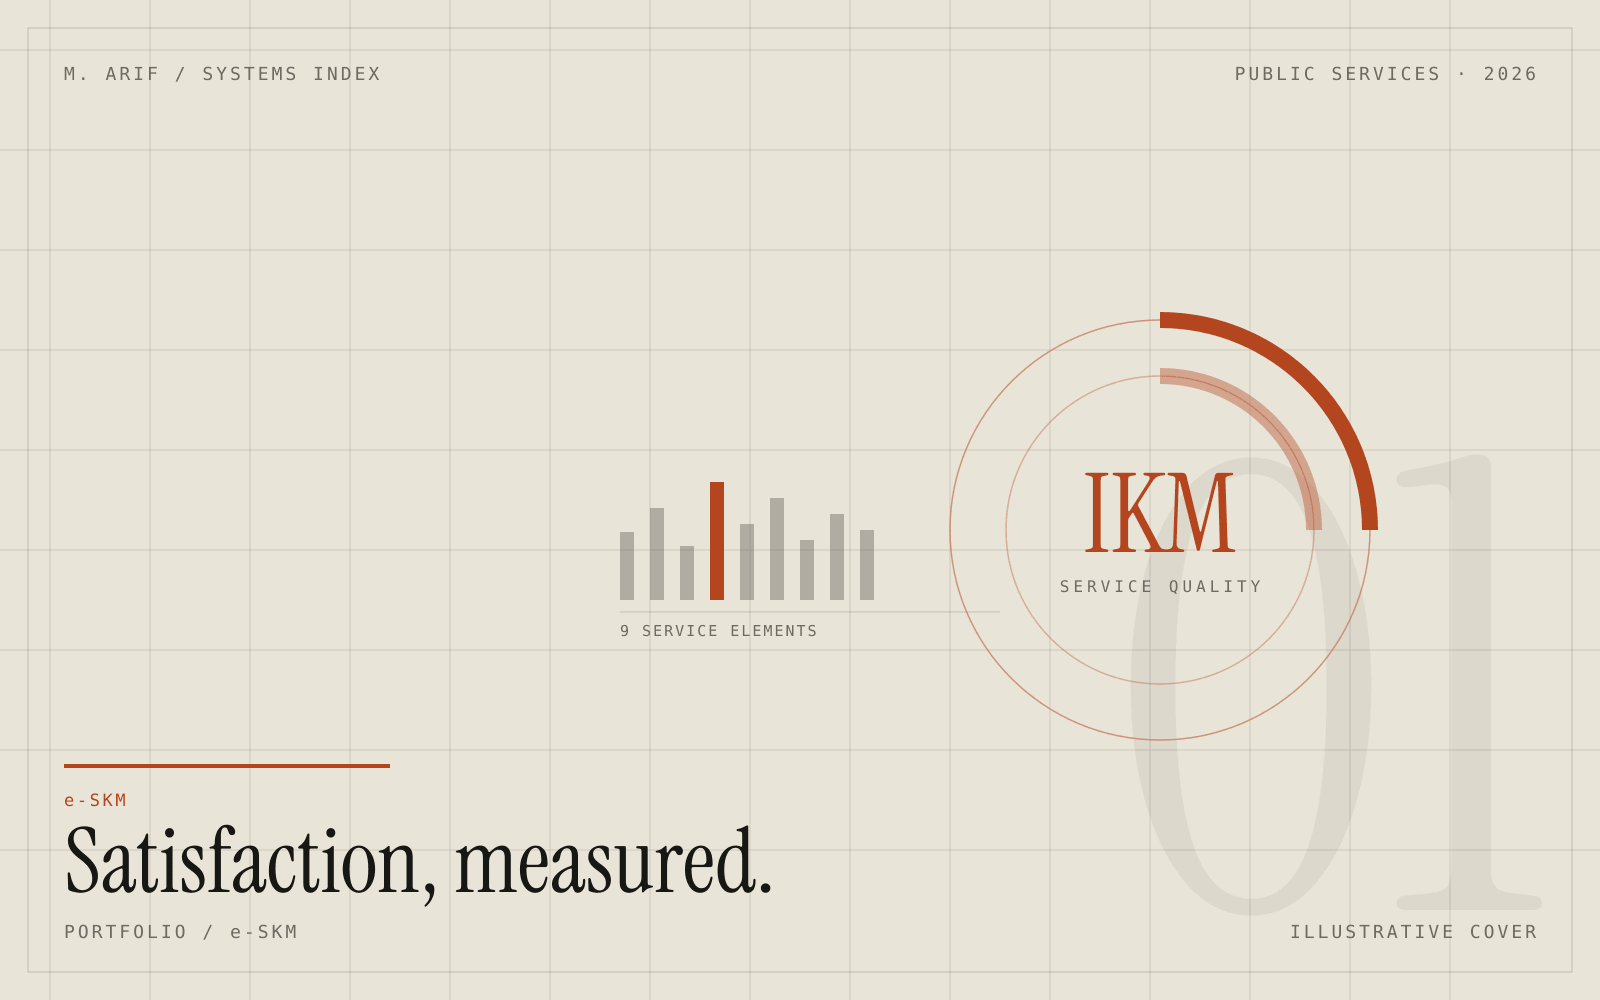 M. ARIF / SYSTEMS INDEX
PUBLIC SERVICES · 2026
IKM
SERVICE QUALITY
9 SERVICE ELEMENTS
01
e-SKM
Satisfaction, measured.
PORTFOLIO / e-SKM
ILLUSTRATIVE COVER